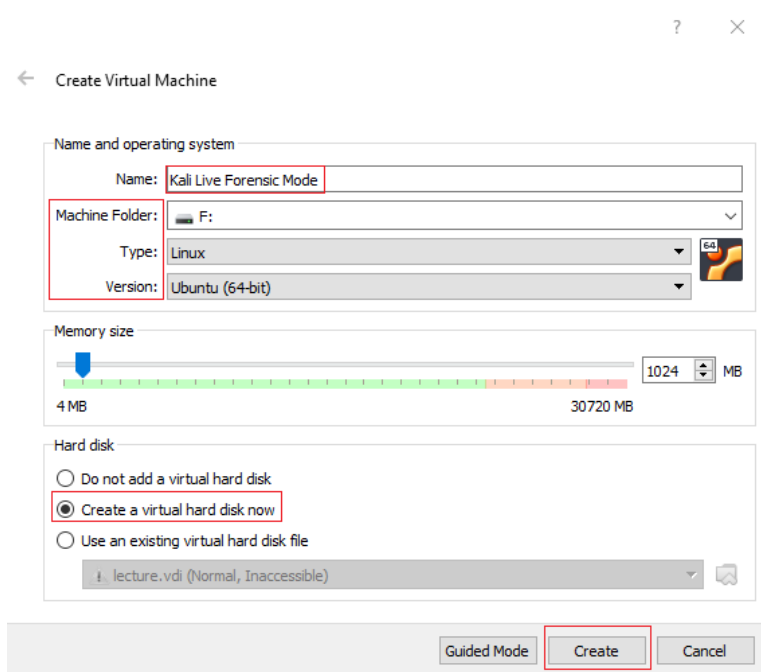 ?
Create Virtual Machine
Name and operating system
Name: Kali Live Forensic Mode
Machine Folder: F:
Type: Linux
64
Version: Ubuntu (64-bit)
Memory size
1024 MB
4 MB 30720 MB
Hard disk
Do not add a virtual hard disk
Create a virtual hard disk now
Use an existing virtual hard disk file
lecture.vdi (Normal, Inaccessible)
Guided Mode Create Cancel